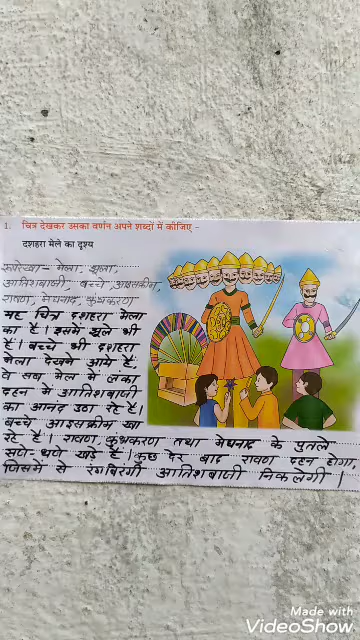 1. चित्र देखकर उसका वर्णन अपने शब्दों में कीजिए -
दशहरा मेले का दृश्य
रूपरेखा- मेला, झूला,
आतिशबाजी, बच्चे, आइसक्रीम,
रावण, मेघनाद, कुंभकरण
यह चित्र दशहरा मेला
का है। इसमें झूले भी
हैं। बच्चे भी दशहरा
मेला देखने आये हैं,
वे सब मेल में लंका
दहन में आतिशबाजी
का आनंद उठा रहे हैं।
बच्चे आइसक्रीम खा
रहे हैं। रावण, कुंभकरण तथा मेघनाद के पुतले
सजे-धजे खड़े हैं। कुछ देर बाद रावण दहन होगा,
जिसमें से रंगबिरंगी आतिशबाजी निकलेगी।
Made with
VideoShow